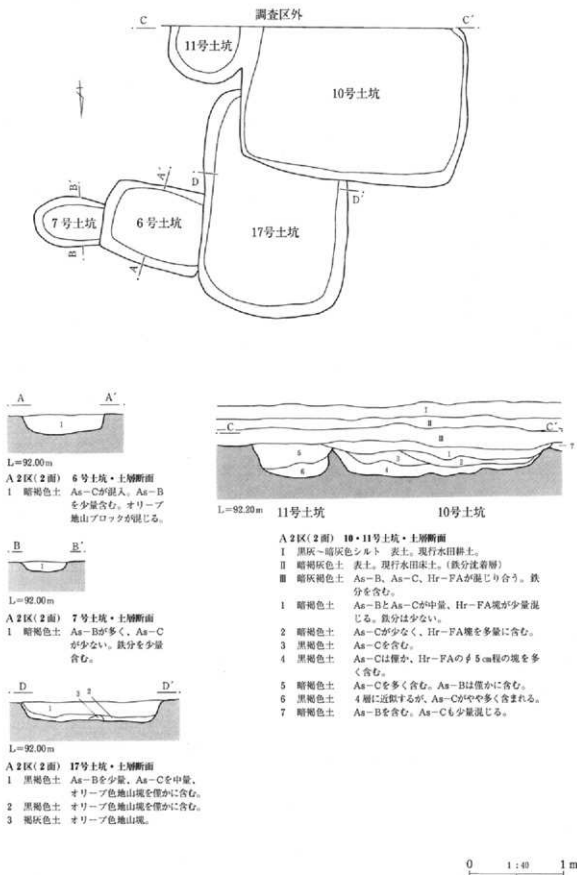 調査区外
C C′
11号土坑
10号土坑
D D′
A′
B′
7号土坑
6号土坑
17号土坑
B
A
A A′
1
L=92.00m
A2区(2面) 6号土坑・土層断面
1 暗褐色土 As-Cが混入。As-B
を少量含む。オリーブ
地山ブロックが混じる。
B B′
1
L=92.00m
A2区(2面) 7号土坑・土層断面
1 暗褐色土 As-Bが多く、As-C
が少ない。鉄分を少量
含む。
D 3 2 D′
1
L=92.00m
A2区(2面) 17号土坑・土層断面
1 黒褐色土 As-Bを少量、As-Cを中量、
オリーブ色地山塊を僅かに含む。
2 黒褐色土 オリーブ色地山塊を僅かに含む。
3 褐灰色土 オリーブ色地山塊。
I
II
C C′
III
5 3 1 2 7
6 4
L=92.20m 11号土坑 10号土坑
A2区(2面) 10・11号土坑・土層断面
I 黒灰~暗灰色シルト 表土。現行水田耕土。
II 暗褐灰色土 表土。現行水田床土。(鉄分沈着層)
III 暗灰褐色土 As-B、As-C、Hr-FAが混じり合う。鉄
分を含む。
1 暗褐色土 As-BとAs-Cが中量、Hr-FA塊が少量混
じる。鉄分は少ない。
2 暗褐色土 As-Cが少なく、Hr-FA塊を多量に含む。
3 黒褐色土 As-Cを含む。
4 黒褐色土 As-Cは僅か、Hr-FAのφ5cm程の塊を多
く含む。
5 暗褐色土 As-Cを多く含む。As-Bは僅かに含む。
6 黒褐色土 4層に近似するが、As-Cがやや多く含まれる。
7 暗褐色土 As-Bを含む。As-Cも少量混じる。
0 1:40 1m